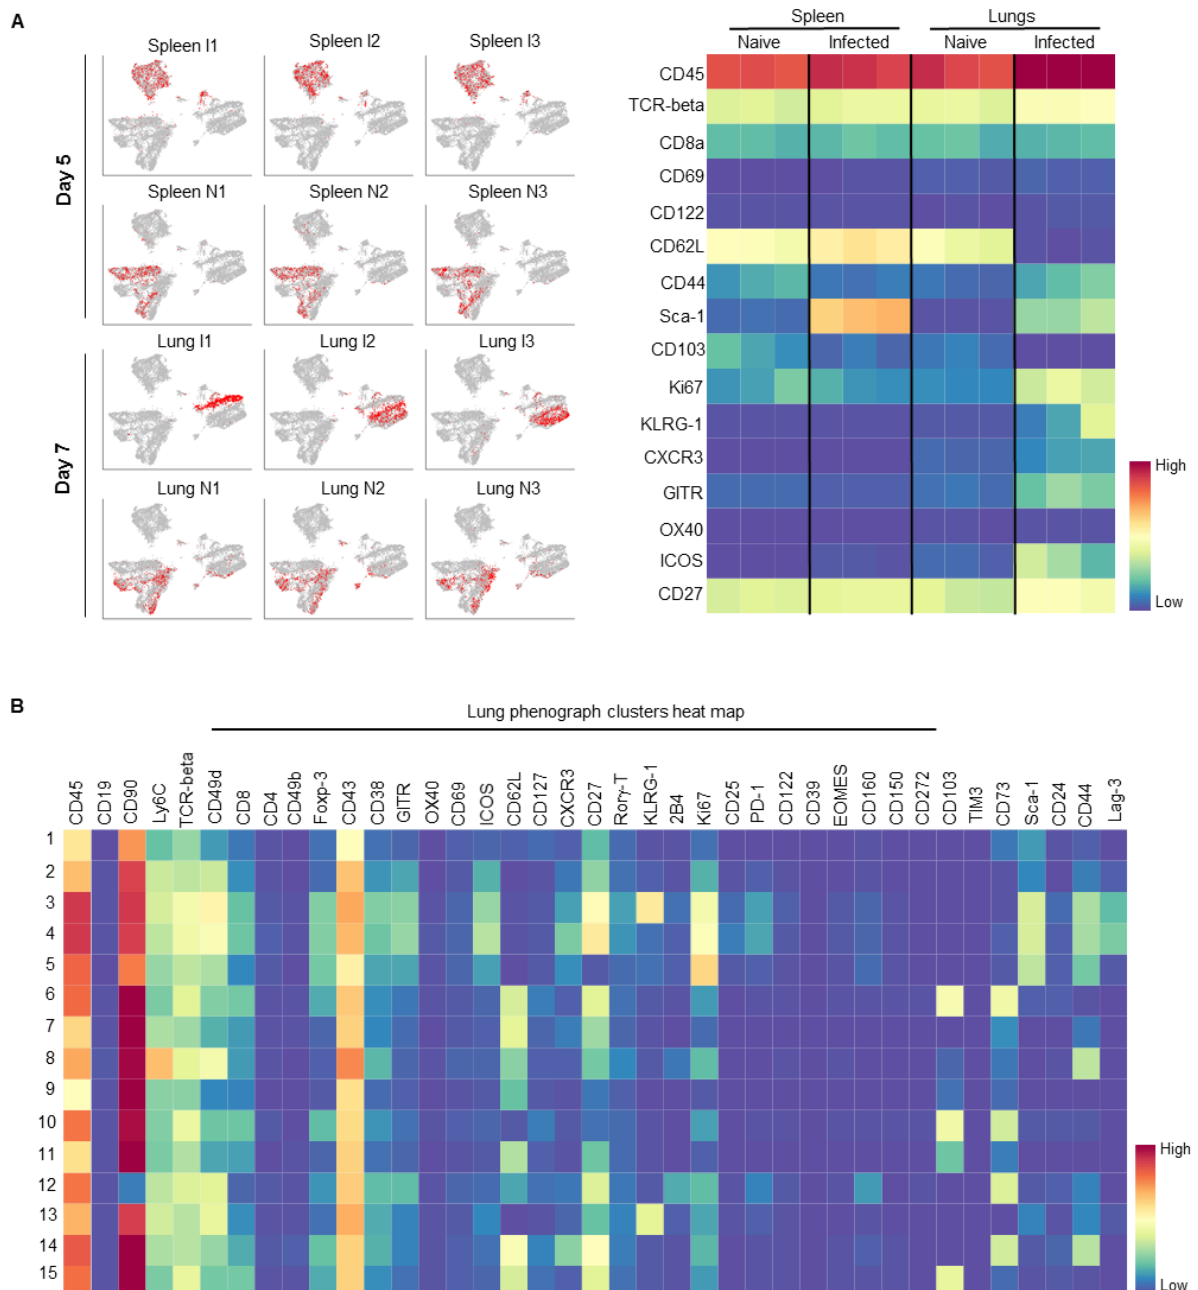 A
Spleen I1
Spleen I2
Spleen I3
Day 5
Spleen N1
Spleen N2
Spleen N3
Lung I1
Lung I2
Lung I3
Day 7
Lung N1
Lung N2
Lung N3
Spleen
Lungs
Naive
Infected
Naive
Infected
CD45
TCR-beta
CD8a
CD69
CD122
CD62L
CD44
Sca-1
CD103
Ki67
KLRG-1
CXCR3
GITR
OX40
ICOS
CD27
High
Low
B
Lung phenograph clusters heat map
CD45
CD19
CD90
Ly6C
TCR-beta
CD49d
CD8
CD4
CD49b
Foxp-3
CD43
CD38
GITR
OX40
CD69
ICOS
CD62L
CD127
CXCR3
CD27
Rory-T
KLRG-1
2B4
Ki67
CD25
PD-1
CD122
CD39
EOMES
CD160
CD150
CD272
CD103
TIM3
CD73
Sca-1
CD24
CD44
Lag-3
1
2
3
4
5
6
7
8
9
10
11
12
13
14
15
High
Low